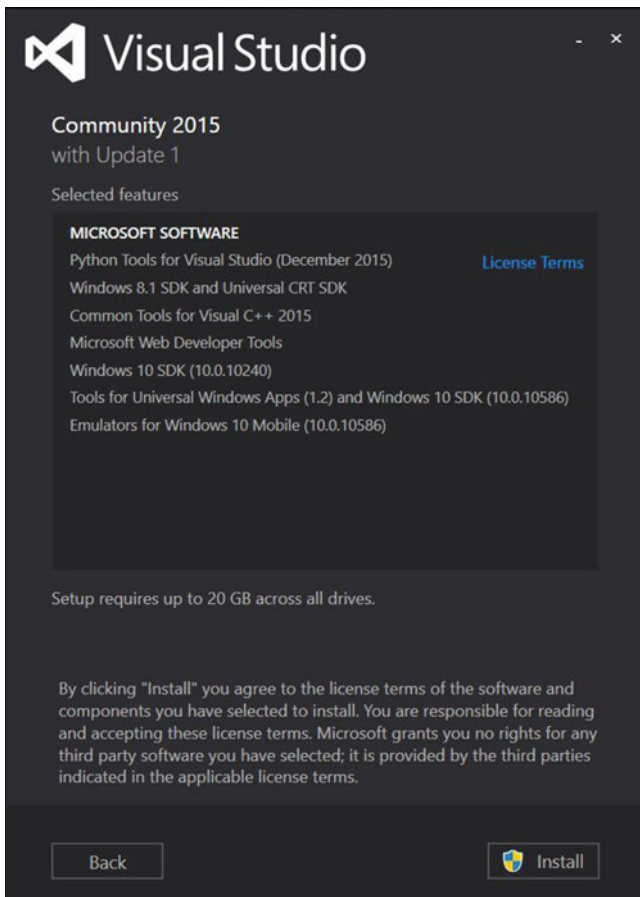 Visual Studio
Community 2015
with Update 1
Selected features
MICROSOFT SOFTWARE
Python Tools for Visual Studio (December 2015) License Terms
Windows 8.1 SDK and Universal CRT SDK
Common Tools for Visual C++ 2015
Microsoft Web Developer Tools
Windows 10 SDK (10.0.10240)
Tools for Universal Windows Apps (1.2) and Windows 10 SDK (10.0.10586)
Emulators for Windows 10 Mobile (10.0.10586)
Setup requires up to 20 GB across all drives.
By clicking "Install" you agree to the license terms of the software and
components you have selected to install. You are responsible for reading
and accepting these license terms. Microsoft grants you no rights for any
third party software you have selected; it is provided by the third parties
indicated in the applicable license terms.
Back Install